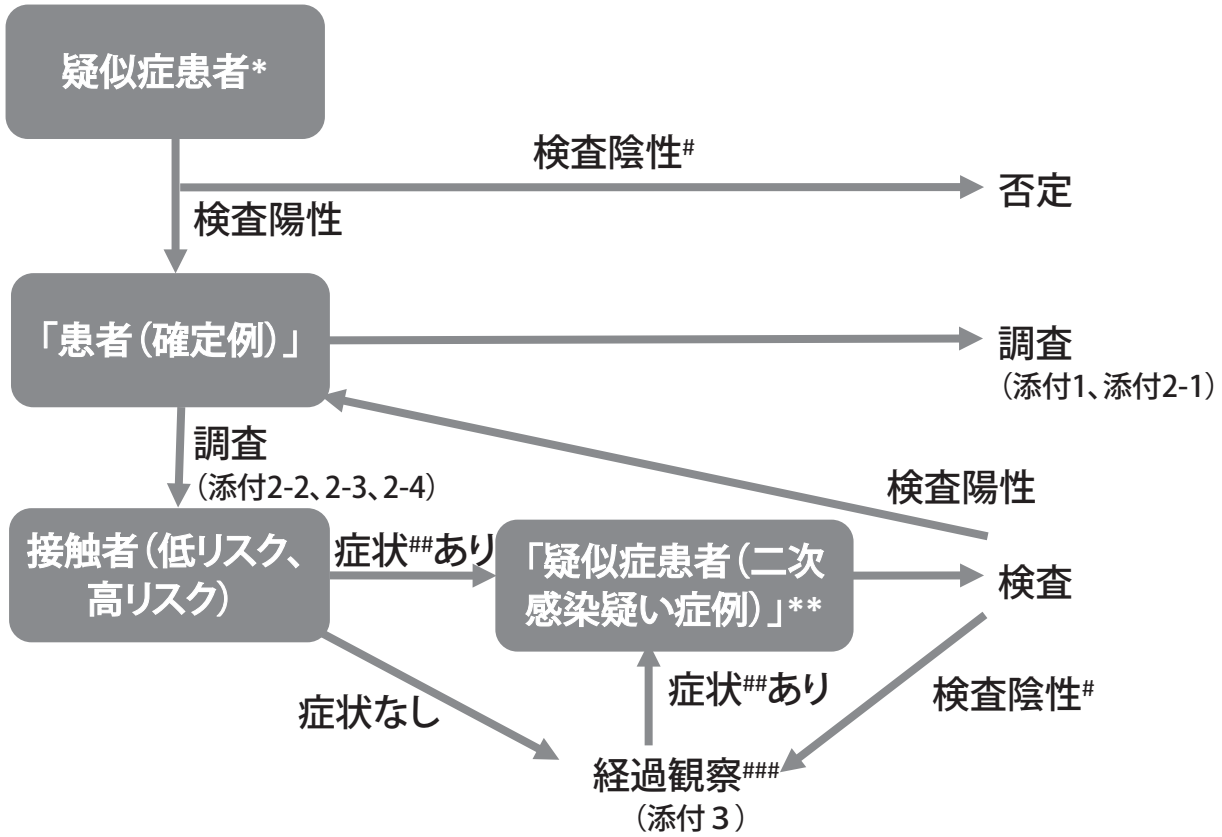 疑似症患者*
検査陰性#
否定
検査陽性
「患者（確定例）」
調査
（添付1、添付2-1）
調査
（添付2-2、2-3、2-4）
検査陽性
接触者（低リスク、
高リスク）
症状##あり
「疑似症患者（二次
感染疑い症例）」**
検査
症状##あり
検査陰性#
症状なし
経過観察###
（添付３）